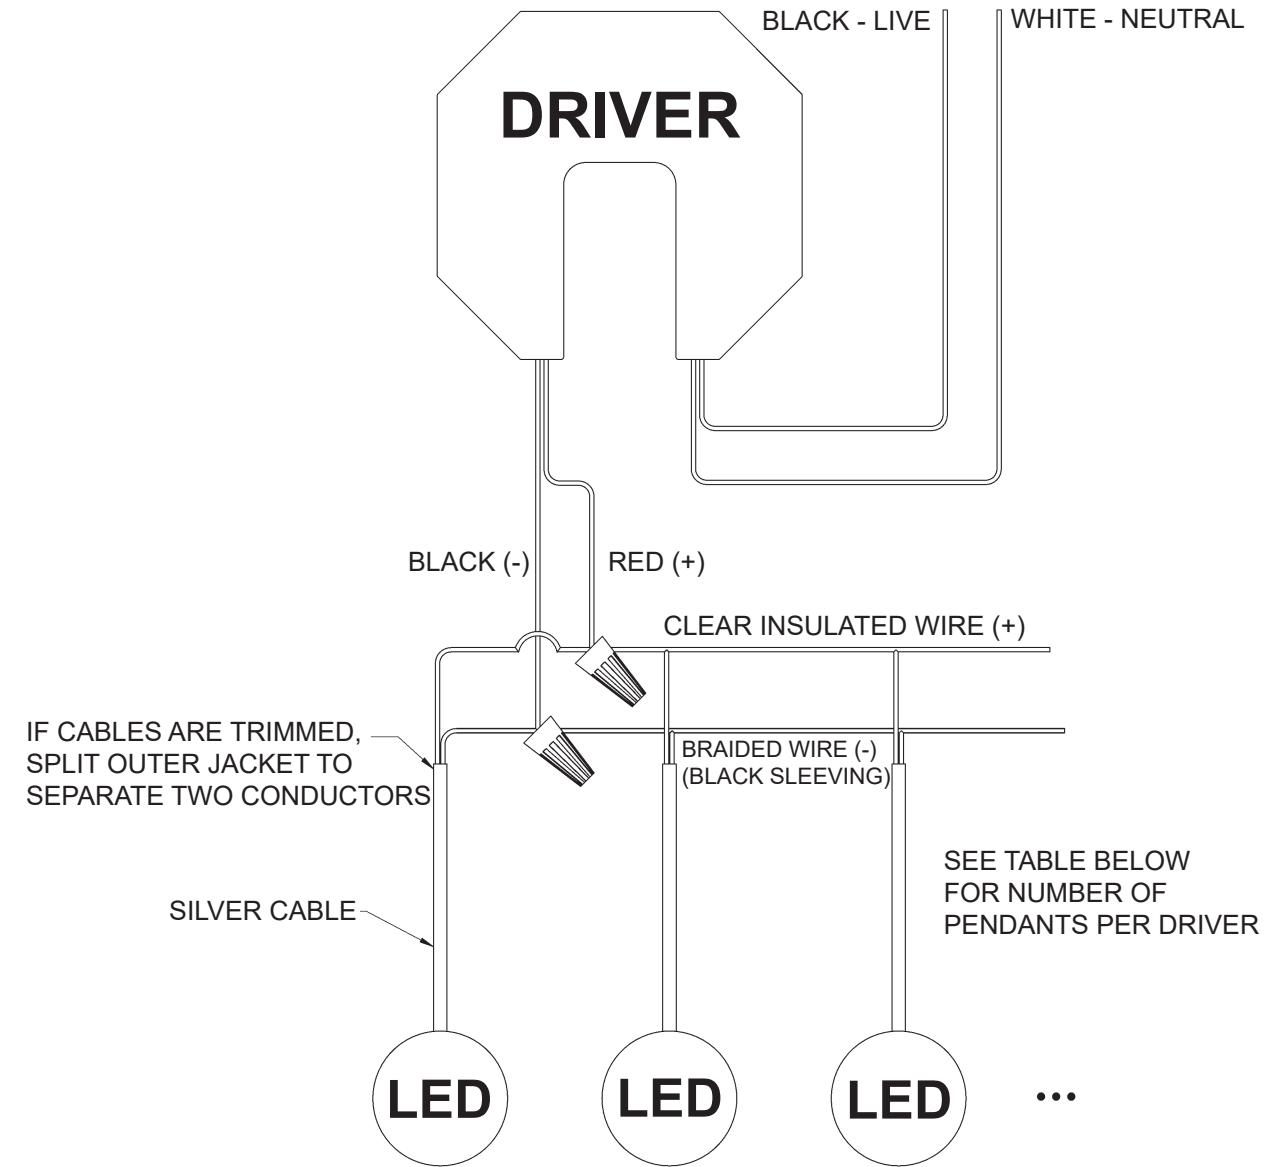 BLACK - LIVE
WHITE - NEUTRAL
DRIVER
BLACK (-)
RED (+)
CLEAR INSULATED WIRE (+)
IF CABLES ARE TRIMMED,
SPLIT OUTER JACKET TO
SEPARATE TWO CONDUCTORS
BRAIDED WIRE (-)
(BLACK SLEEVING)
SEE TABLE BELOW
FOR NUMBER OF
PENDANTS PER DRIVER
SILVER CABLE
LED
LED
LED
...